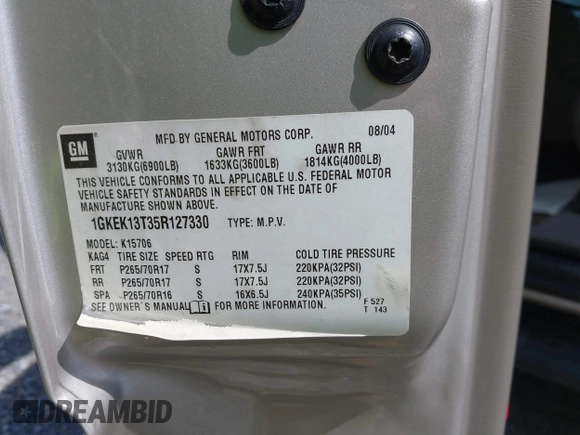 GM
MFD BY GENERAL MOTORS CORP. 08/04
GVWR GAWR FRT GAWR RR
3130KG(6900LB) 1633KG(3600LB) 1814KG(4000LB)
THIS VEHICLE CONFORMS TO ALL APPLICABLE U.S. FEDERAL MOTOR
VEHICLE SAFETY STANDARDS IN EFFECT ON THE DATE OF
MANUFACTURE SHOWN ABOVE.
1GKEK13T35R127330 TYPE: M.P.V.
MODEL: K15706
KAG4 TIRE SIZE SPEED RTG RIM COLD TIRE PRESSURE
FRT P265/70R17 S 17X7.5J 220KPA(32PSI)
RR P265/70R17 S 17X7.5J 220KPA(32PSI)
SPA P265/70R16 S 16X6.5J 240KPA(35PSI)
SEE OWNER'S MANUAL FOR MORE INFORMATION.
F 527
T 143
DREAMBID